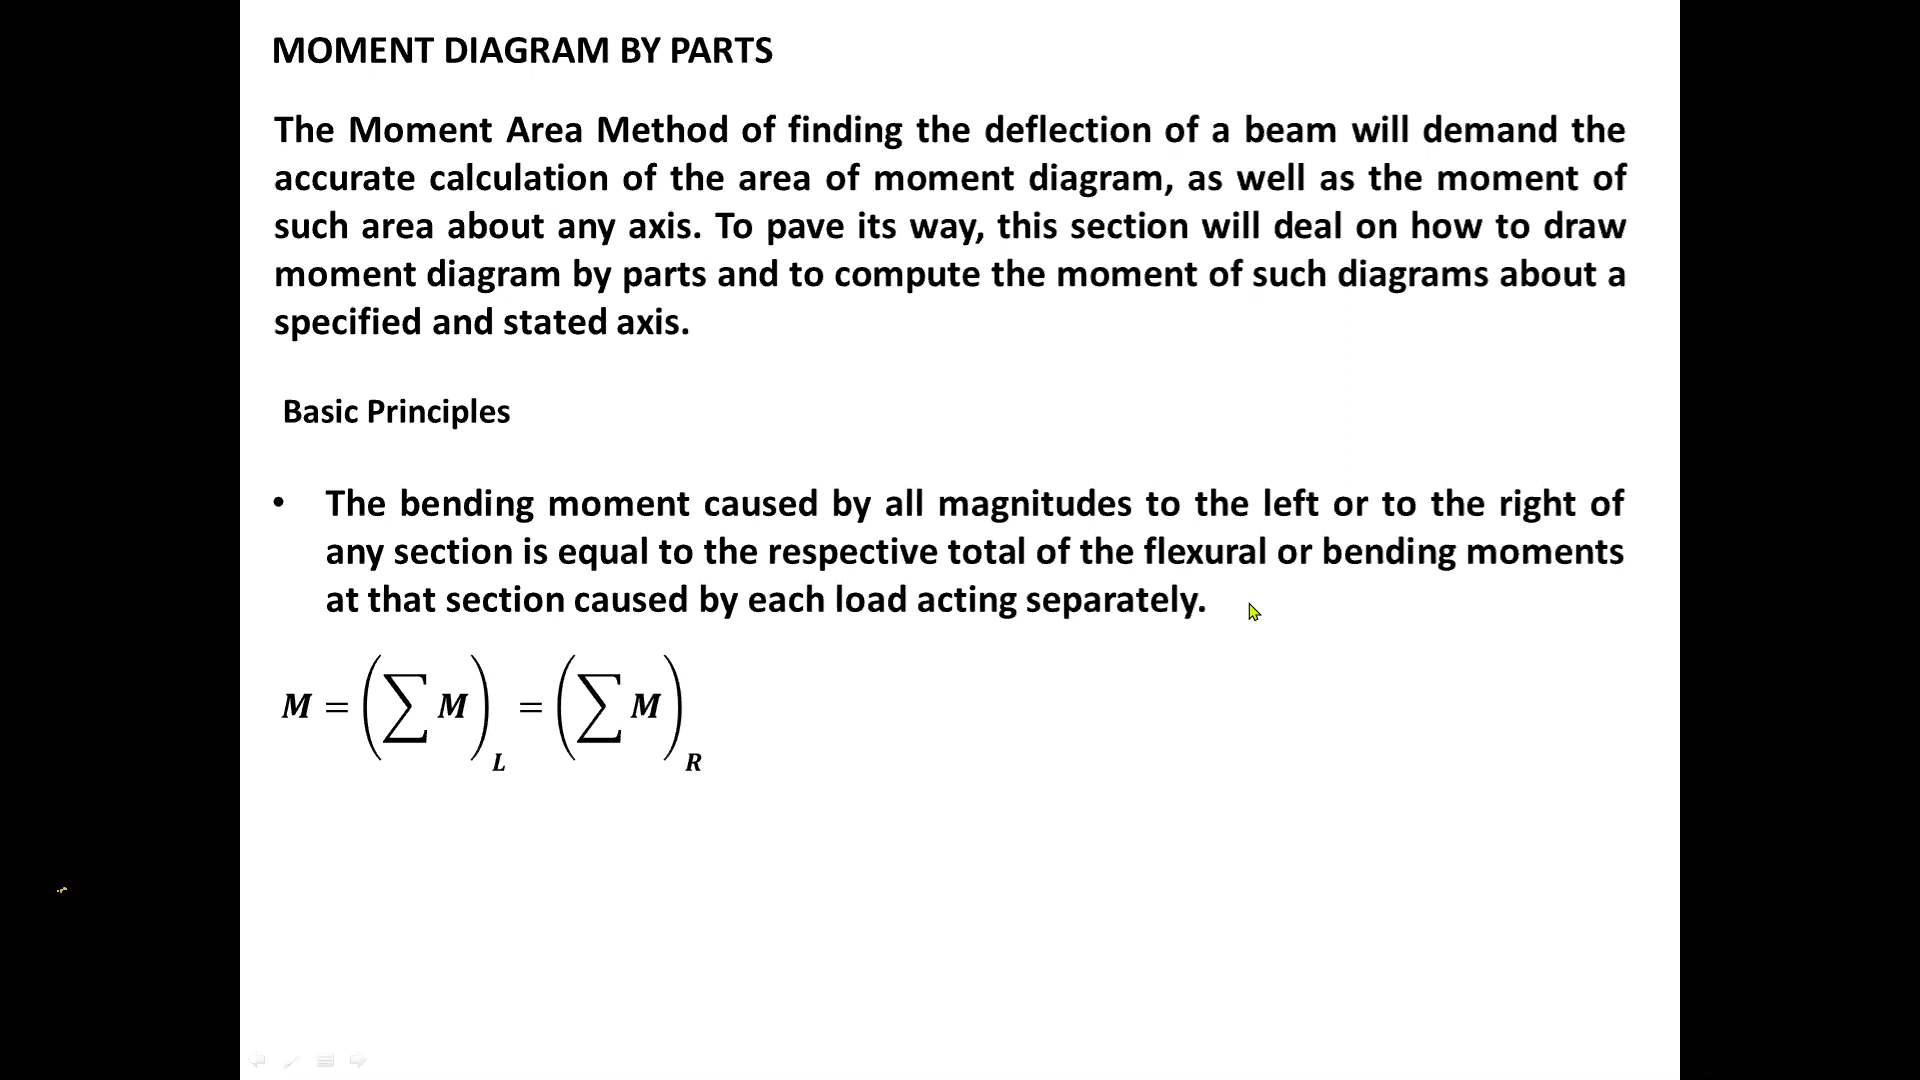 MOMENT DIAGRAM BY PARTS
The Moment Area Method of finding the deflection of a beam will demand the
accurate calculation of the area of moment diagram, as well as the moment of
such area about any axis. To pave its way, this section will deal on how to draw
moment diagram by parts and to compute the moment of such diagrams about a
specified and stated axis.
Basic Principles
• The bending moment caused by all magnitudes to the left or to the right of
any section is equal to the respective total of the flexural or bending moments
at that section caused by each load acting separately.
M = (∑ M)_L = (∑ M)_R